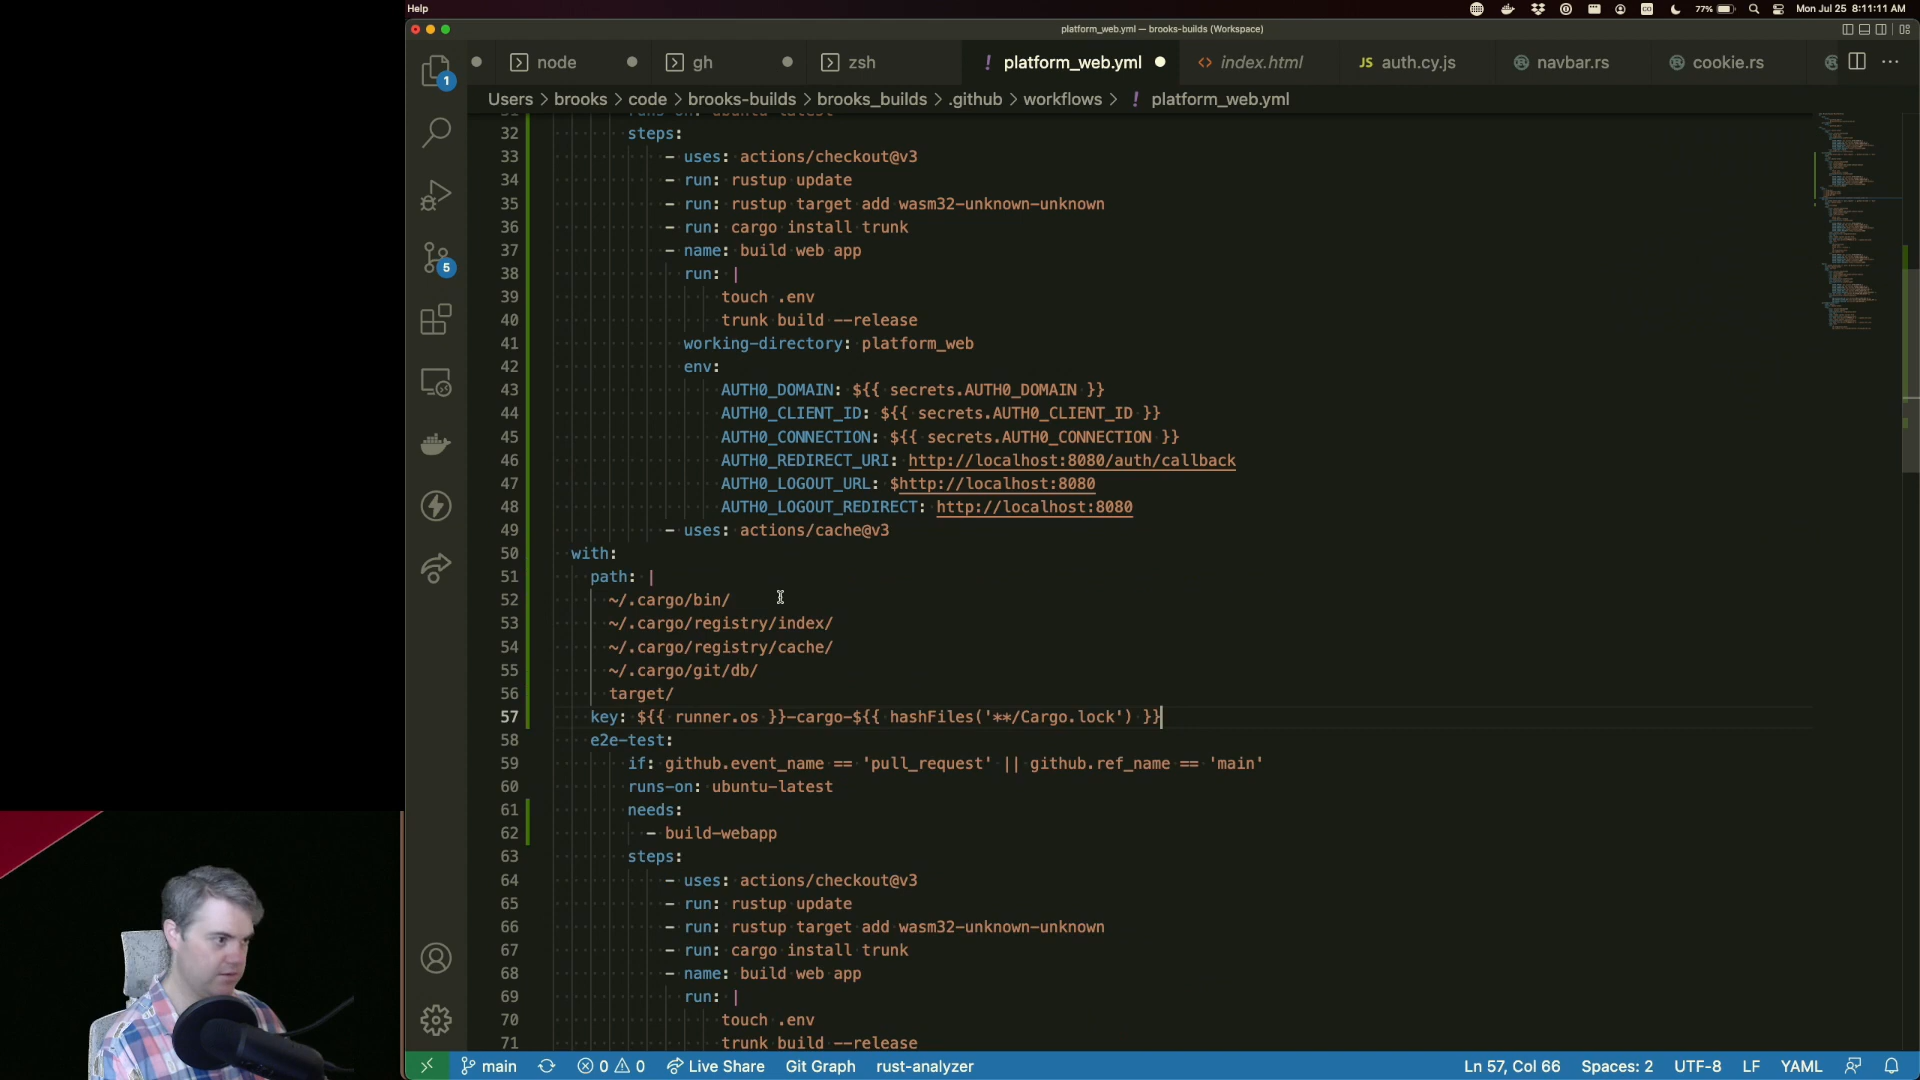 Help
77%
Mon Jul 25 8:11:11 AM
platform_web.yml — brooks-builds (Workspace)
node
gh
zsh
! platform_web.yml
<> index.html
JS auth.cy.js
navbar.rs
cookie.rs
Users > brooks > code > brooks-builds > brooks_builds > .github > workflows > ! platform_web.yml
1
5
31 runs-on: ubuntu-latest
32 steps:
33 - uses: actions/checkout@v3
34 - run: rustup update
35 - run: rustup target add wasm32-unknown-unknown
36 - run: cargo install trunk
37 - name: build web app
38 run: |
39 touch .env
40 trunk build --release
41 working-directory: platform_web
42 env:
43 AUTH0_DOMAIN: ${{ secrets.AUTH0_DOMAIN }}
44 AUTH0_CLIENT_ID: ${{ secrets.AUTH0_CLIENT_ID }}
45 AUTH0_CONNECTION: ${{ secrets.AUTH0_CONNECTION }}
46 AUTH0_REDIRECT_URI: http://localhost:8080/auth/callback
47 AUTH0_LOGOUT_URL: $http://localhost:8080
48 AUTH0_LOGOUT_REDIRECT: http://localhost:8080
49 - uses: actions/cache@v3
50 with:
51 path: |
52 ~/.cargo/bin/
53 ~/.cargo/registry/index/
54 ~/.cargo/registry/cache/
55 ~/.cargo/git/db/
56 target/
57 key: ${{ runner.os }}-cargo-${{ hashFiles('**/Cargo.lock') }}
58 e2e-test:
59 if: github.event_name == 'pull_request' || github.ref_name == 'main'
60 runs-on: ubuntu-latest
61 needs:
62 - build-webapp
63 steps:
64 - uses: actions/checkout@v3
65 - run: rustup update
66 - run: rustup target add wasm32-unknown-unknown
67 - run: cargo install trunk
68 - name: build web app
69 run: |
70 touch .env
71 trunk build --release
main
0 0
Live Share
Git Graph
rust-analyzer
Ln 57, Col 66
Spaces: 2
UTF-8
LF
YAML